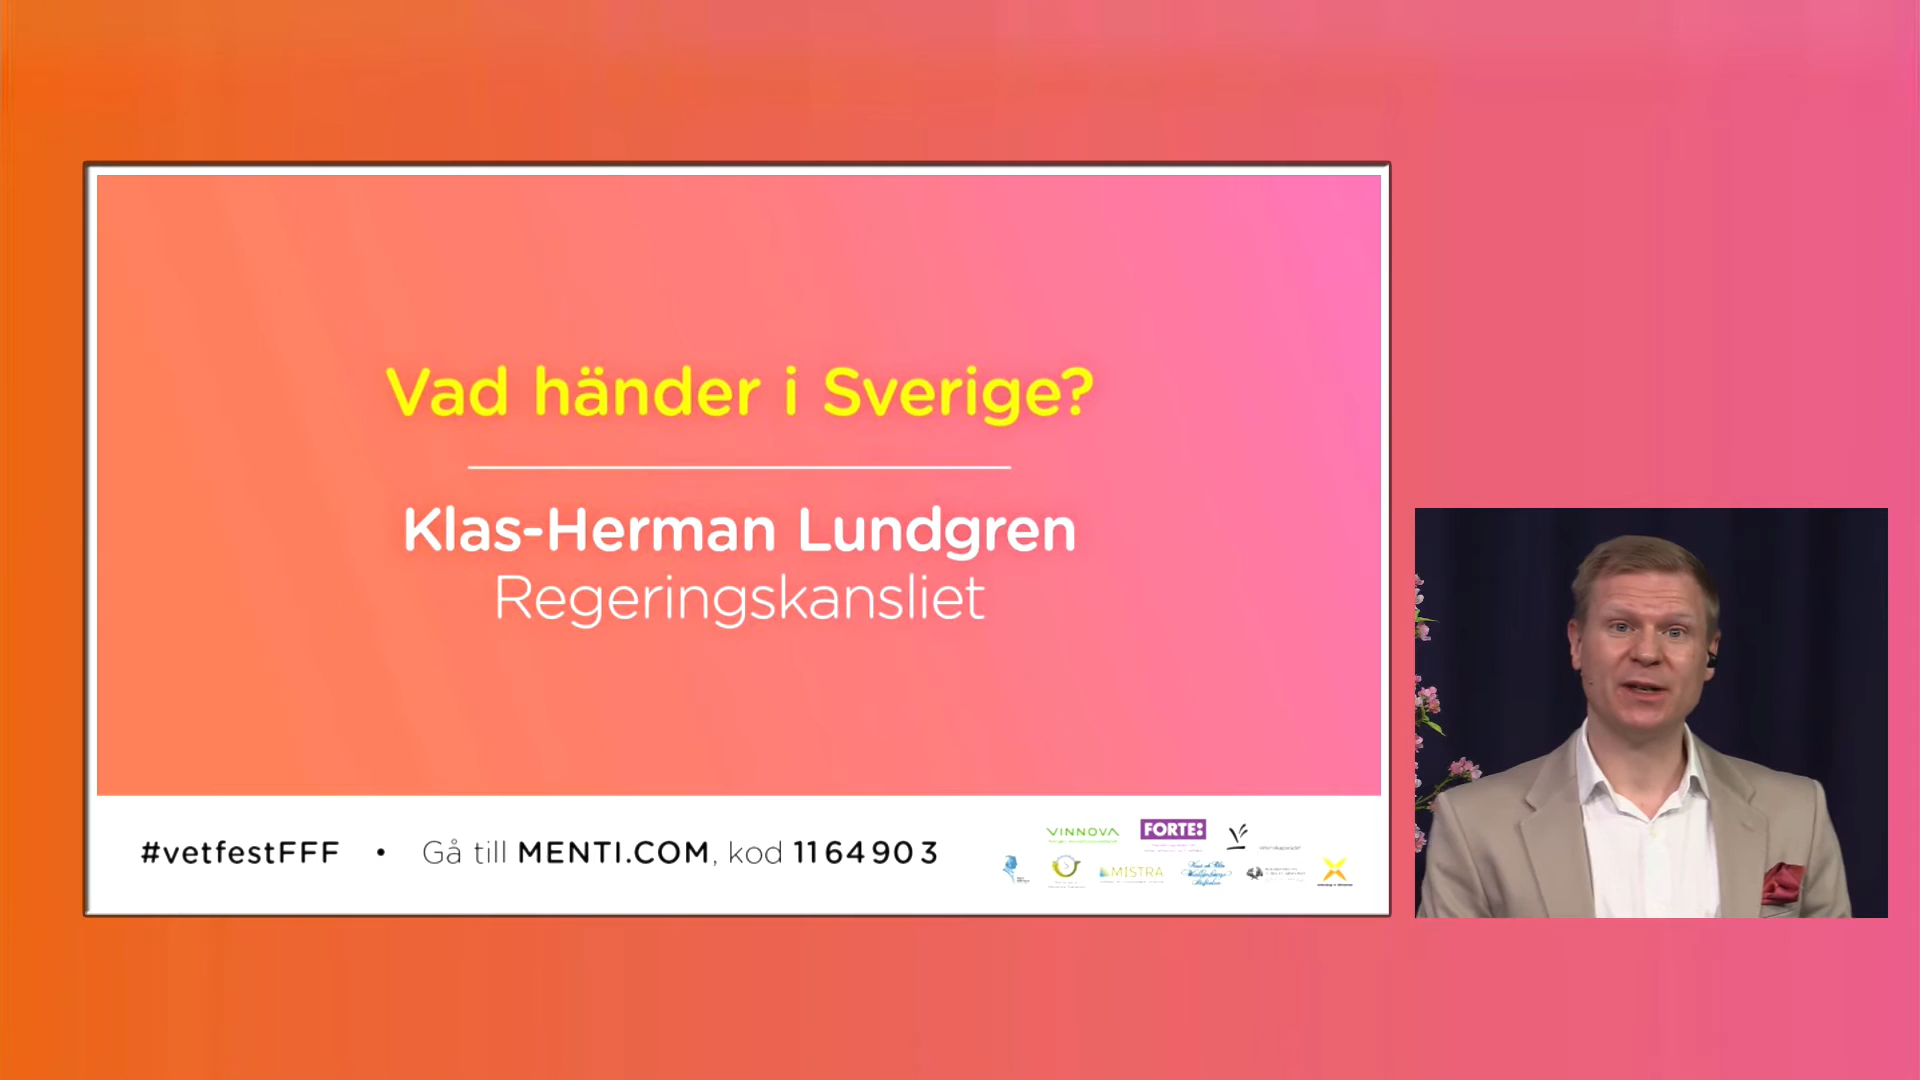 Vad händer i Sverige?
Klas-Herman Lundgren
Regeringskansliet
#vetfestFFF • Gå till MENTI.COM, kod 1164903
VINNOVA
FORTE:
MISTRA